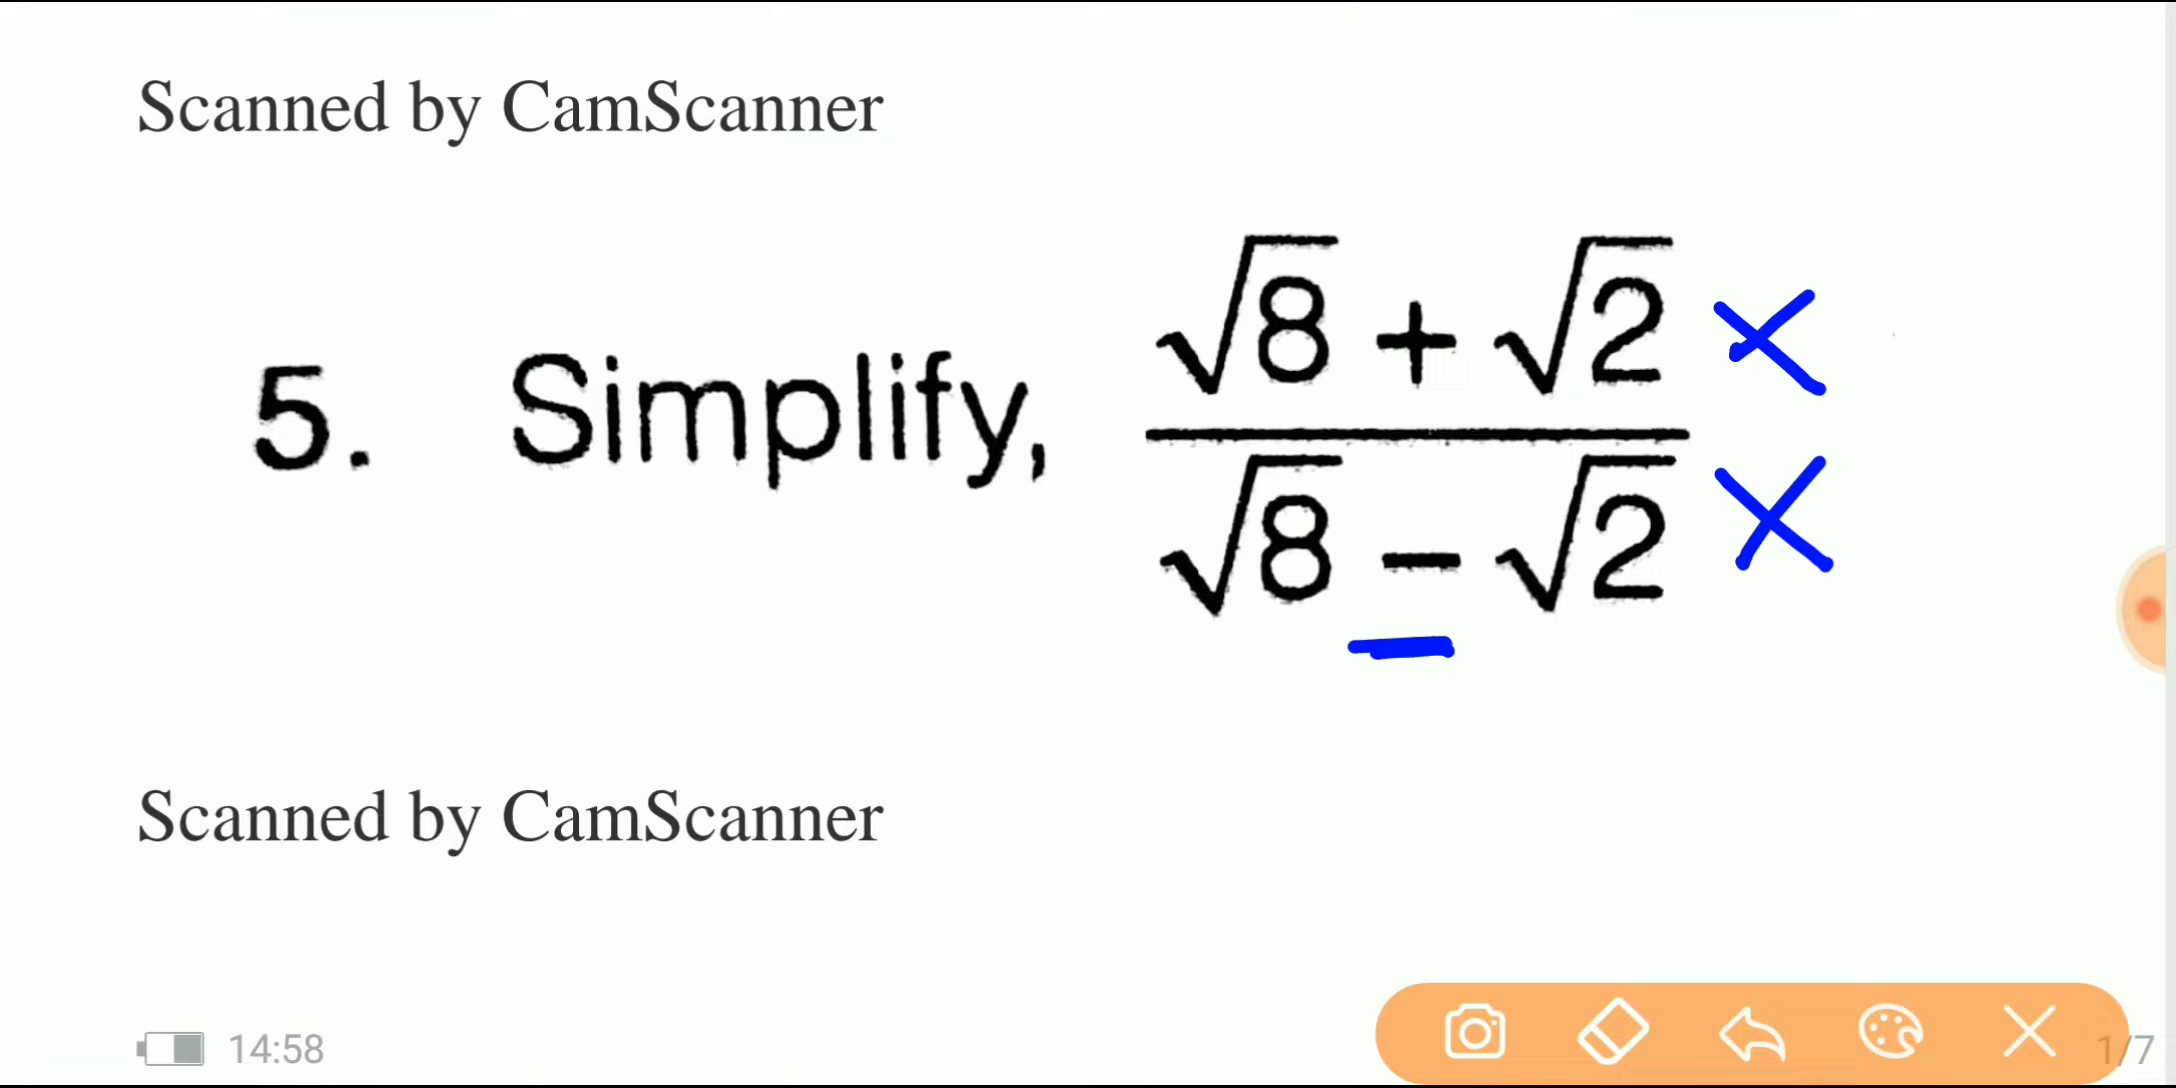 Scanned by CamScanner
5. Simplify, (√8 + √2) / (√8 − √2) × ×
Scanned by CamScanner
14:58
1/7